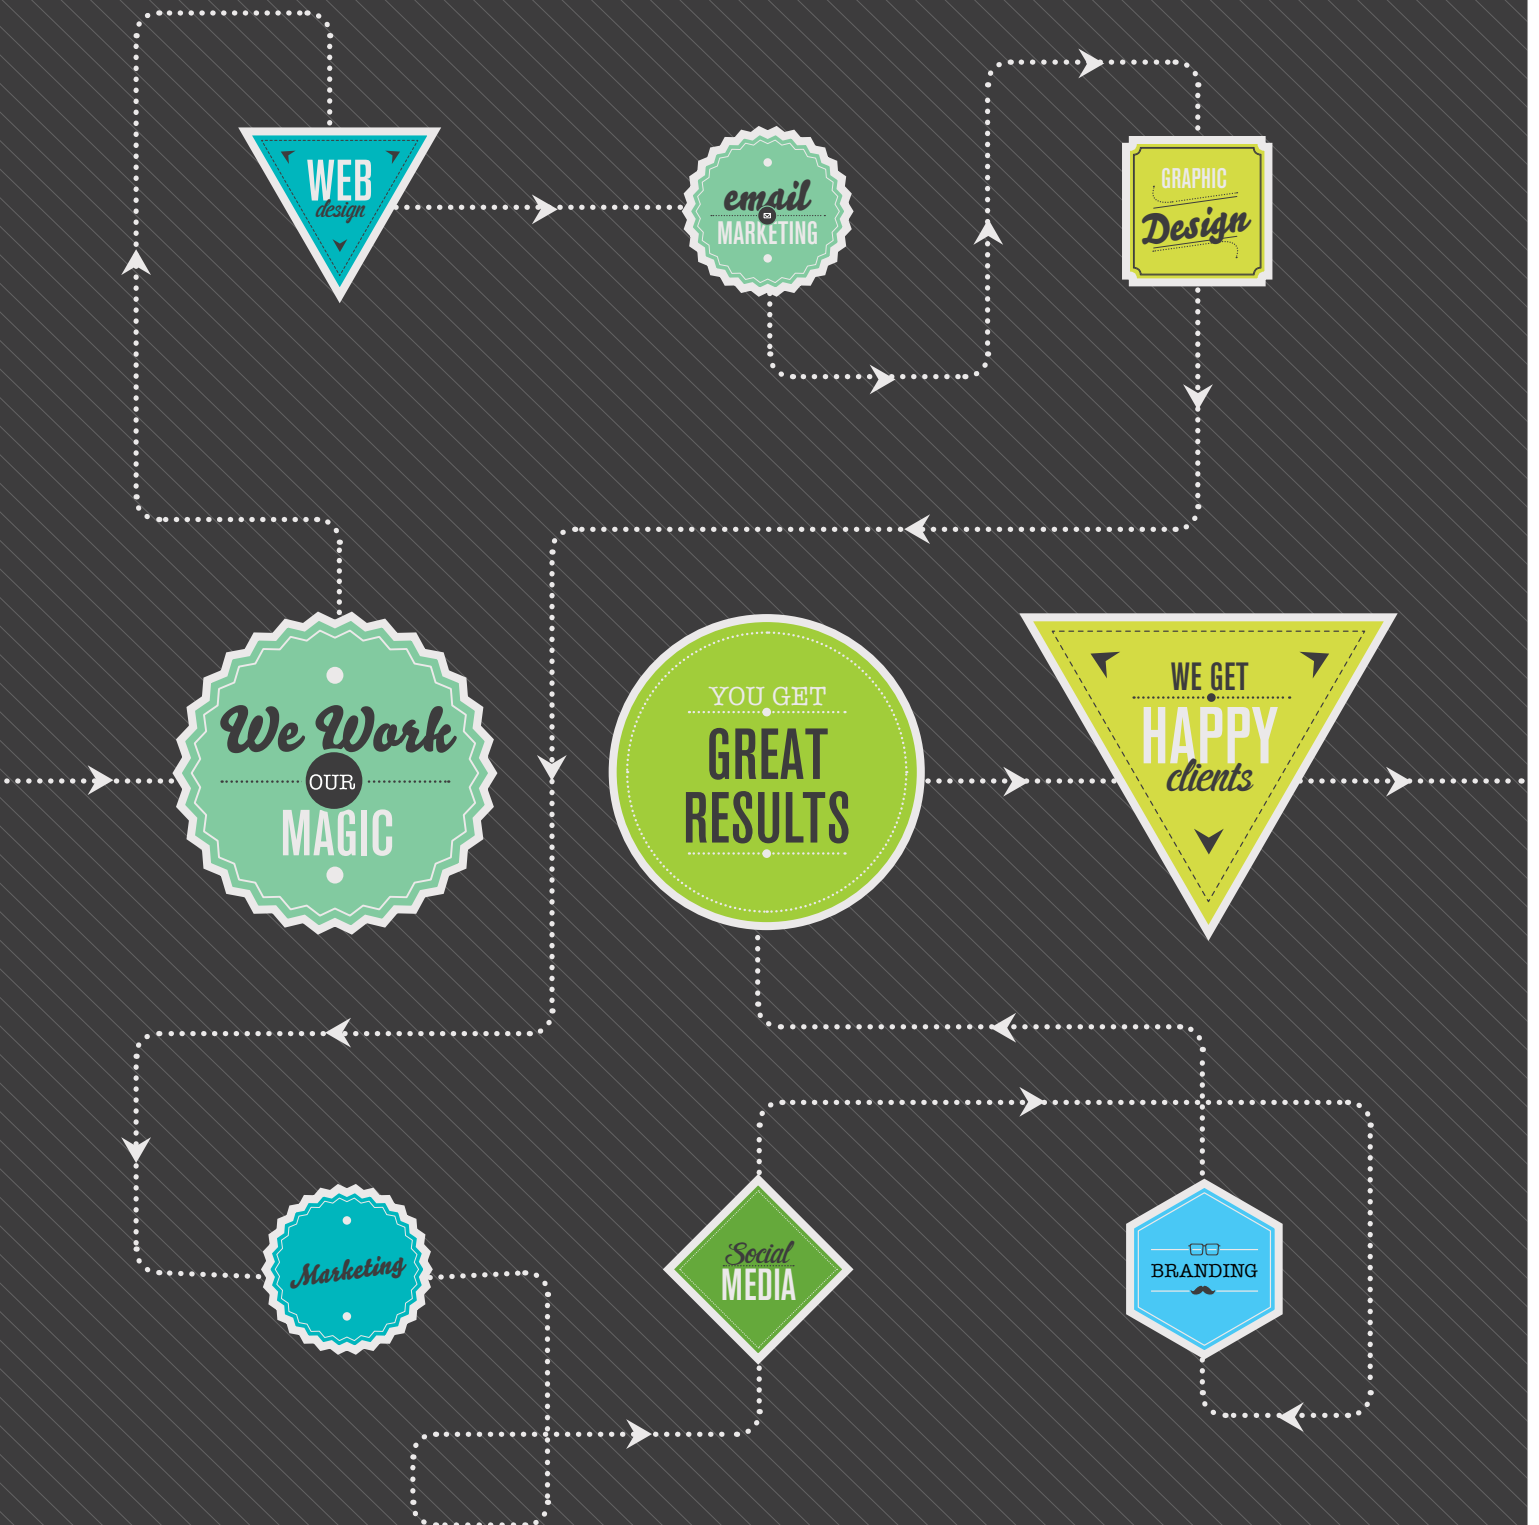 WEB
design
email
MARKETING
GRAPHIC
Design
We Work
OUR
MAGIC
YOU GET
GREAT
RESULTS
WE GET
HAPPY
clients
Marketing
Social
MEDIA
BRANDING